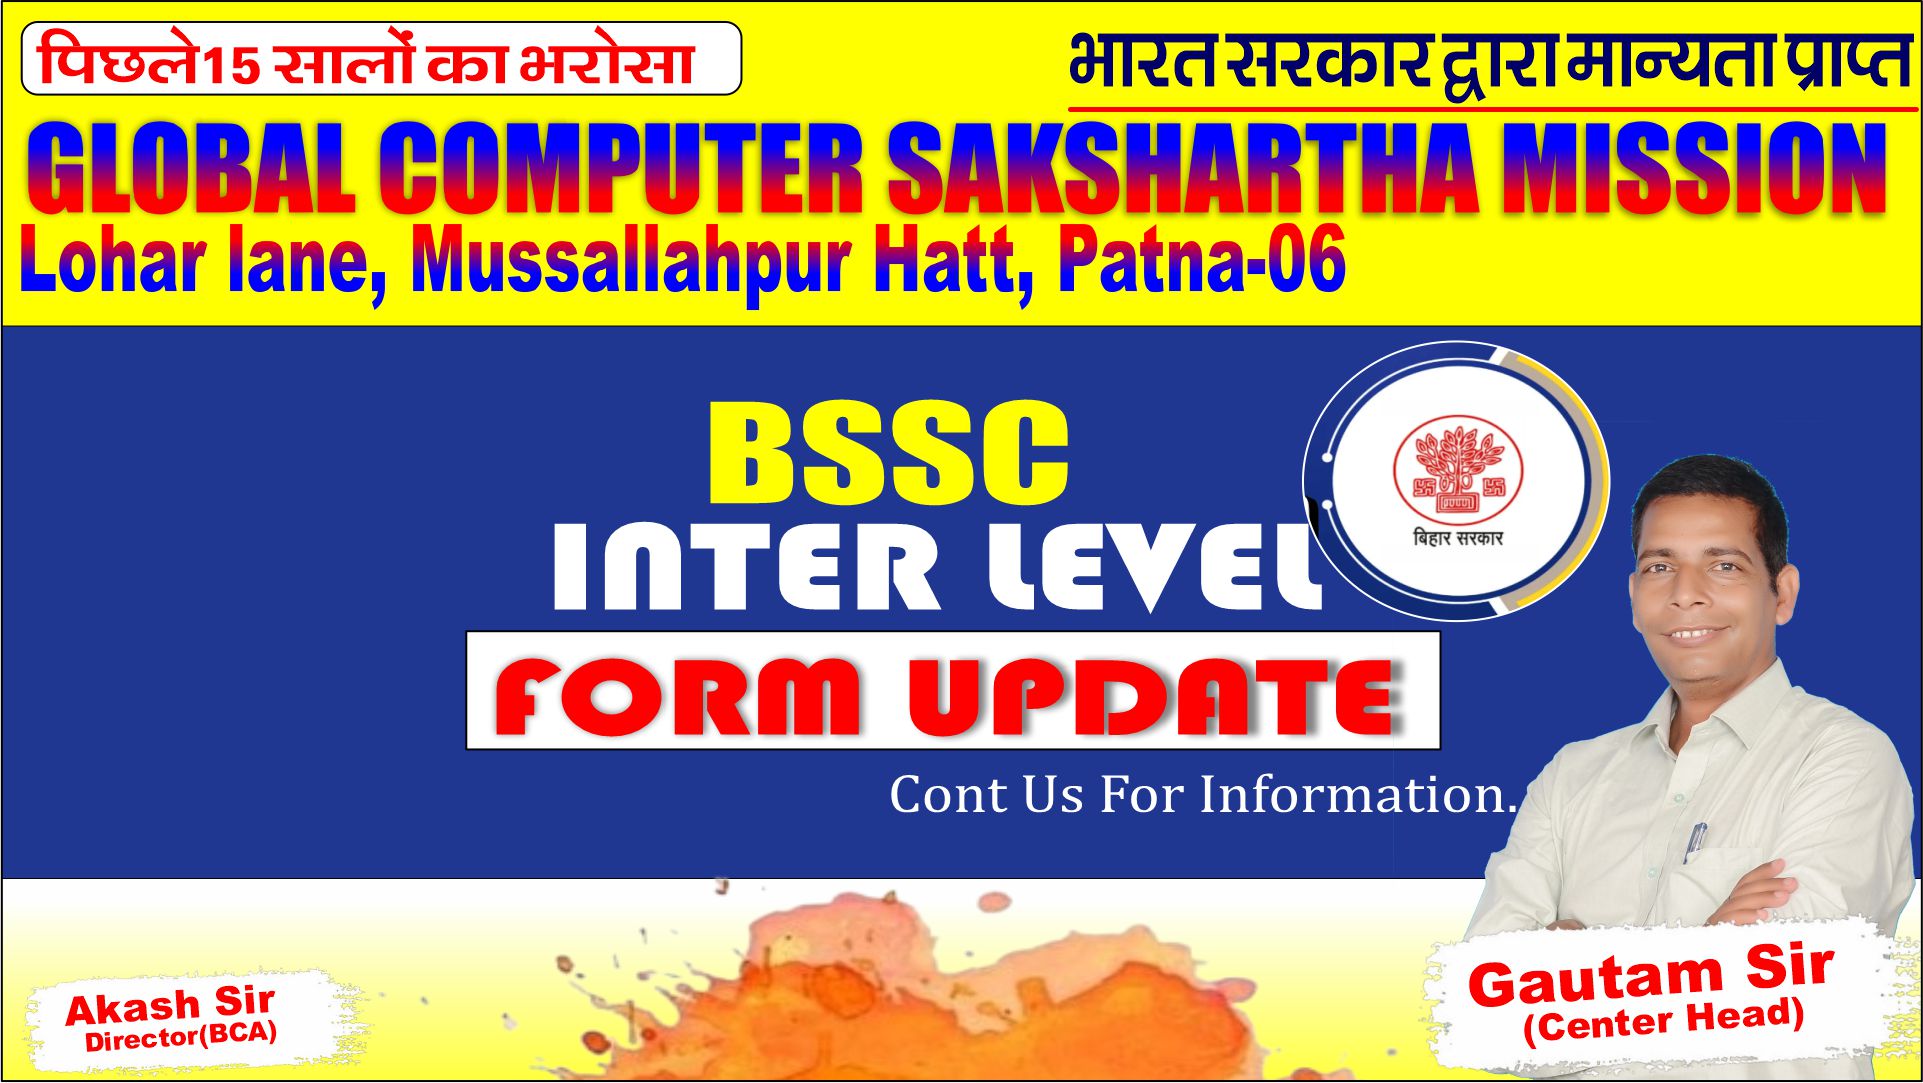 पिछले15 सालों का भरोसा
भारत सरकार द्वारा मान्यता प्राप्त
GLOBAL COMPUTER SAKSHARTHA MISSION
Lohar lane, Mussallahpur Hatt, Patna-06
BSSC
INTER LEVEL
बिहार सरकार
FORM UPDATE
Cont Us For Information.
Akash Sir
Director(BCA)
Gautam Sir
(Center Head)